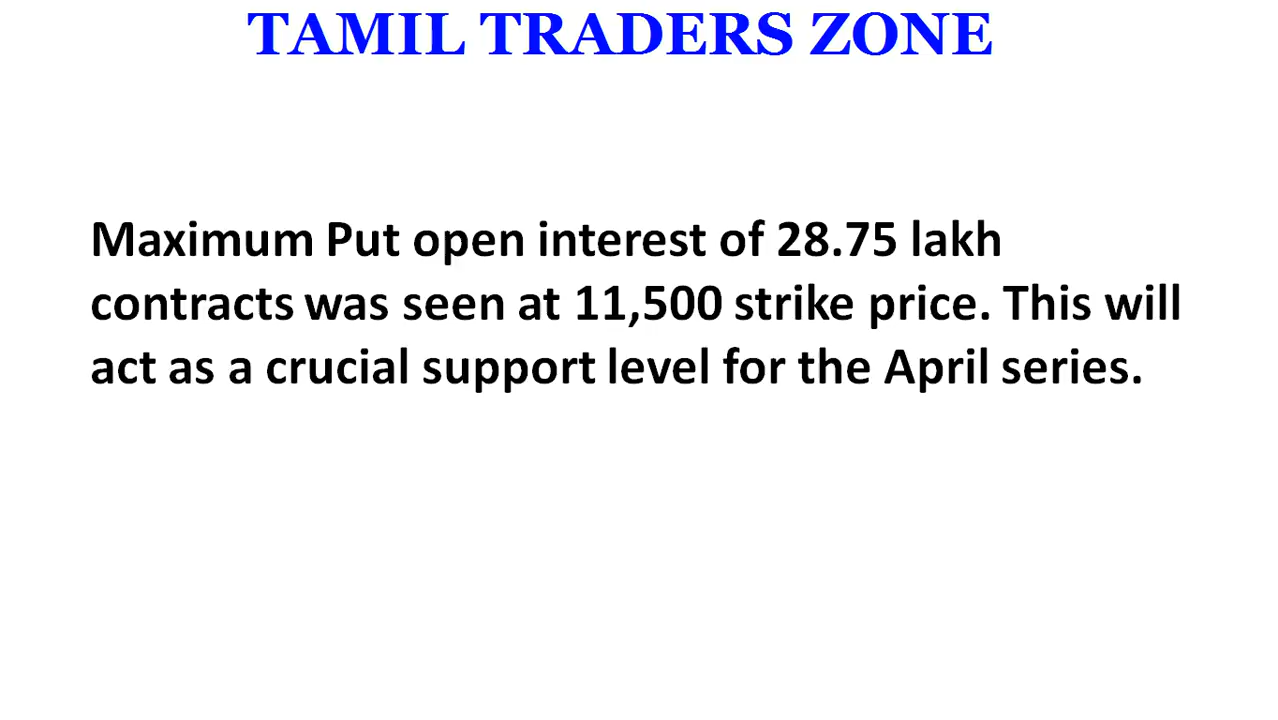 TAMIL TRADERS ZONE
Maximum Put open interest of 28.75 lakh
contracts was seen at 11,500 strike price. This will
act as a crucial support level for the April series.